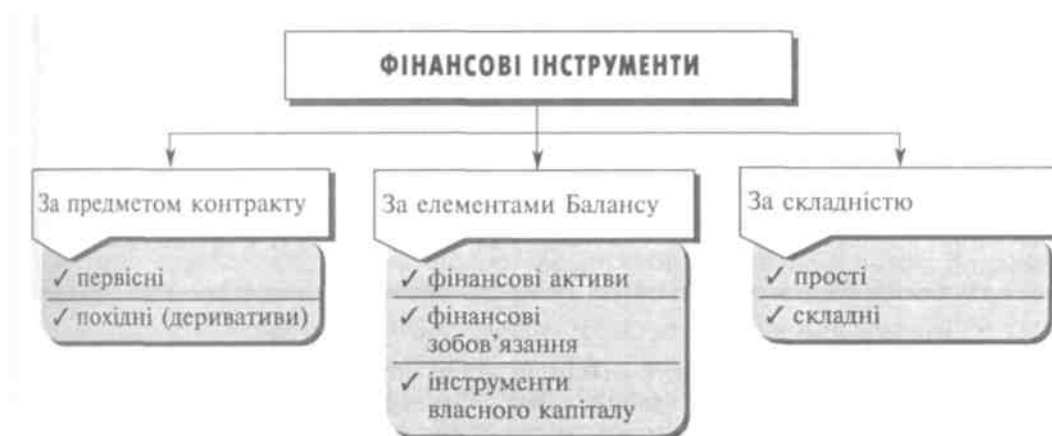 ФІНАНСОВІ ІНСТРУМЕНТИ
За предметом контракту
✓ первісні
✓ похідні (деривативи)
За елементами Балансу
✓ фінансові активи
✓ фінансові
зобов'язання
✓ інструменти
власного капіталу
За складністю
✓ прості
✓ складні